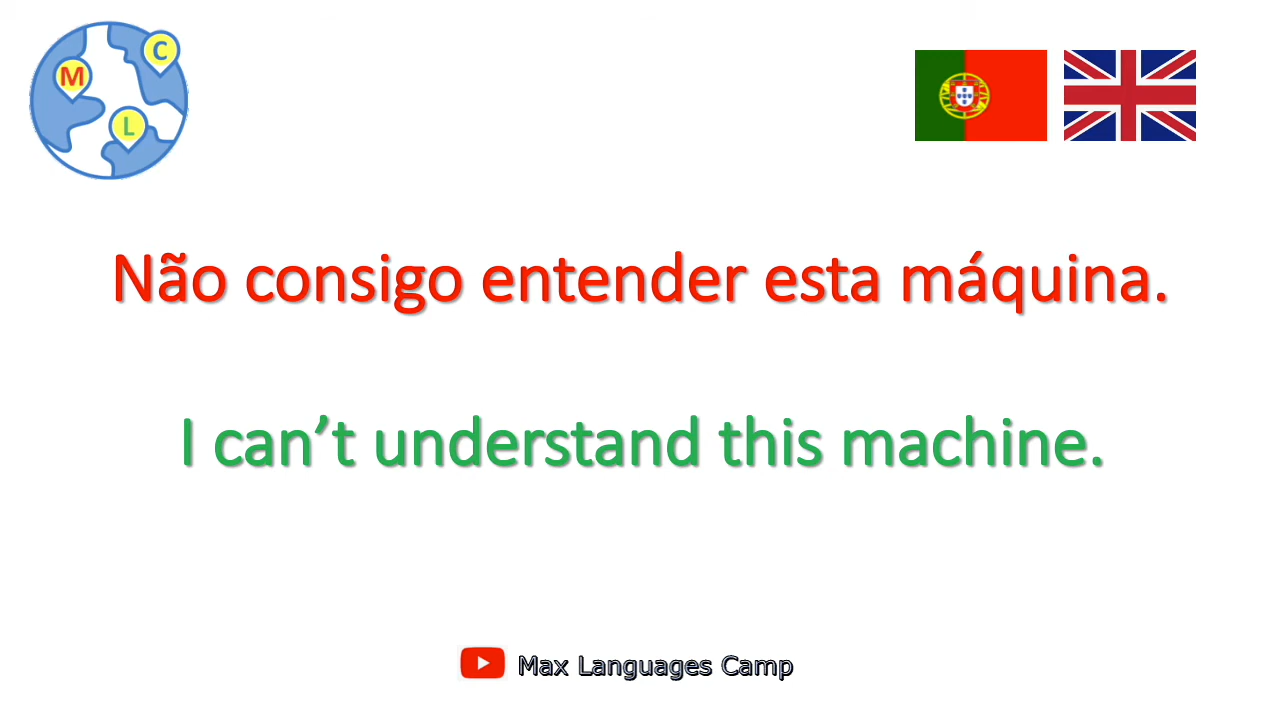 M
C
L
Não consigo entender esta máquina.
I can’t understand this machine.
Max Languages Camp